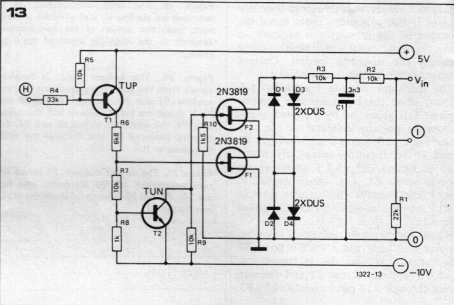 13
5V
R5
10k
TUP
H
R4
33k
T1
R3
10k
R2
10k
Vin
2N3819
D1
D3
3n3
C1
R6
6k8
R10
1k5
F2
2XDUS
I
2N3819
F1
R7
10k
TUN
T2
D2
D4
2XDUS
R1
22k
R8
1k
10k
R9
0
1322-13
-10V